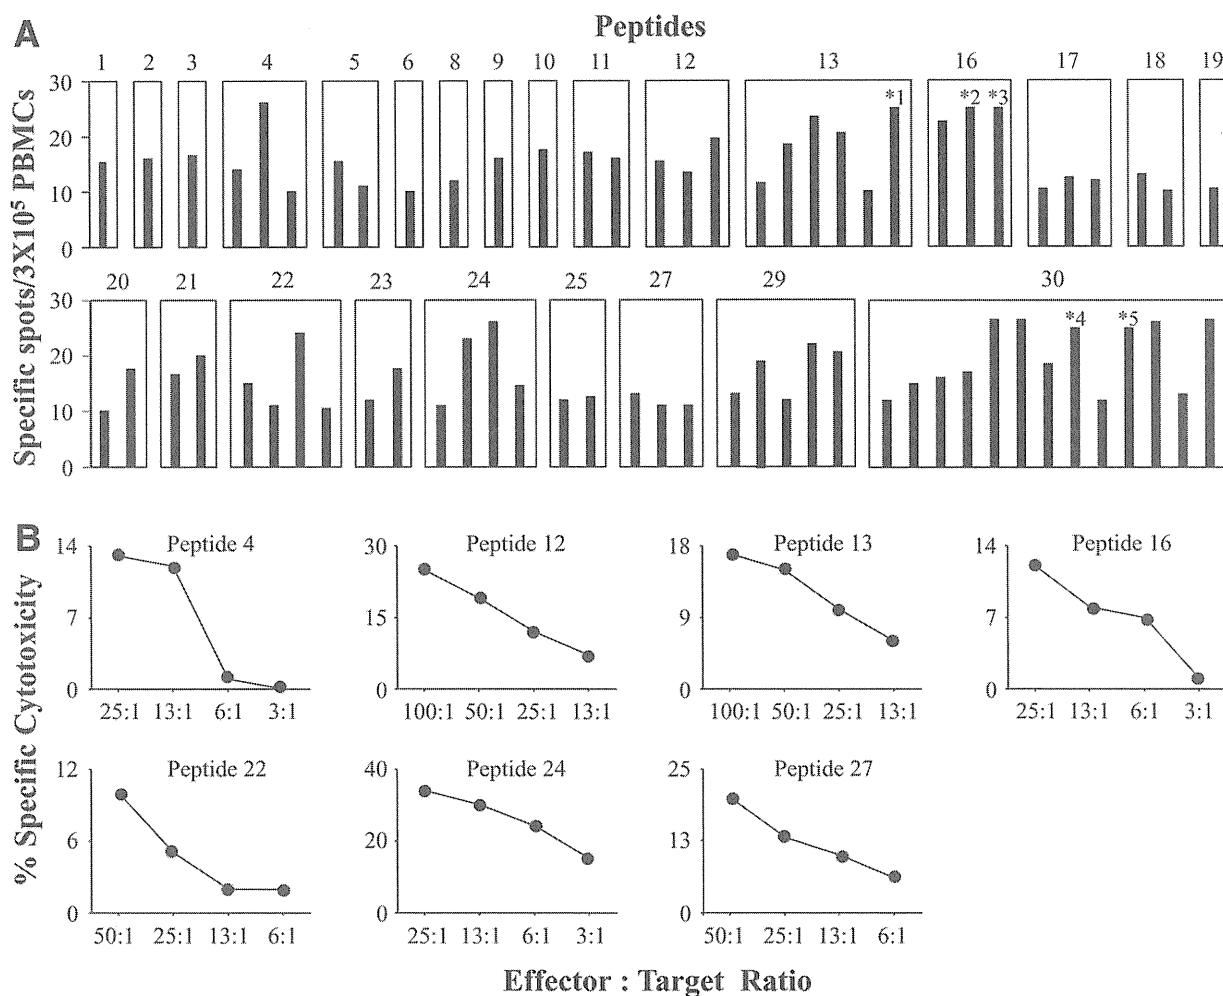 A
Peptides
1 2 3 4 5 6 8 9 10 11 12 13 16 17 18 19
Specific spots/3X10⁵ PBMCs
30
20
10
0
*1 *2 *3
20 21 22 23 24 25 27 29 30
30
20
10
0
*4 *5
B
% Specific Cytotoxicity
Peptide 4
14
7
0
25:1 13:1 6:1 3:1
Peptide 12
30
15
0
100:1 50:1 25:1 13:1
Peptide 13
18
9
0
100:1 50:1 25:1 13:1
Peptide 16
14
7
0
25:1 13:1 6:1 3:1
Peptide 22
12
6
0
50:1 25:1 13:1 6:1
Peptide 24
40
20
0
25:1 13:1 6:1 3:1
Peptide 27
25
13
0
50:1 25:1 13:1 6:1
Effector : Target Ratio